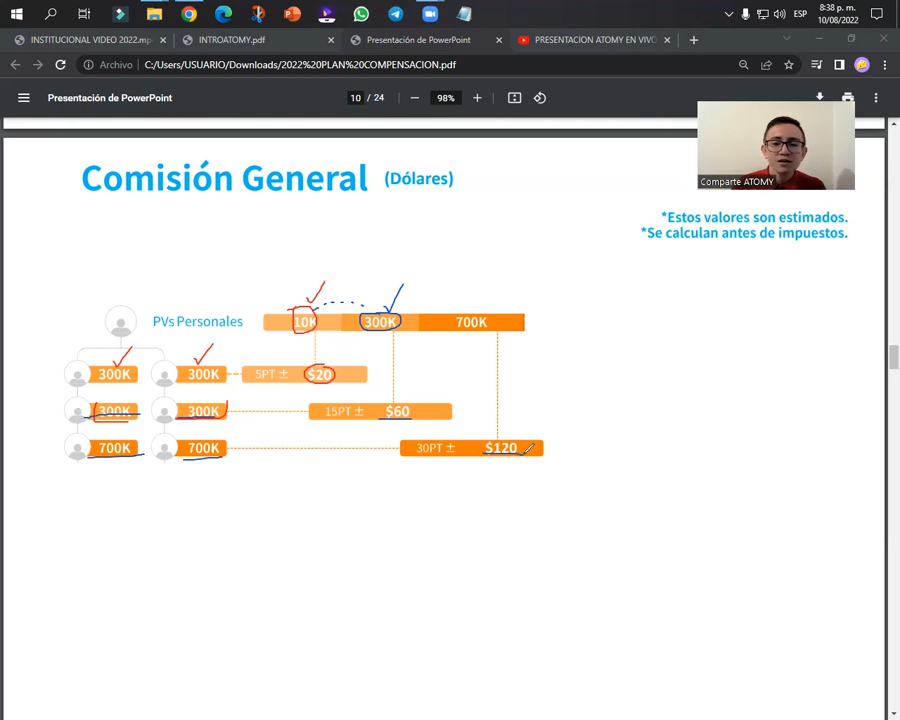 8:38 p. m.
ESP
10/08/2022
INSTITUCIONAL VIDEO 2022.mp
INTROATOMY.pdf
Presentación de PowerPoint
PRESENTACION ATOMY EN VIVO
Archivo
C:/Users/USUARIO/Downloads/2022%20PLAN%20COMPENSACION.pdf
Presentación de PowerPoint
10 / 24
98%
Comparte ATOMY
Comisión General (Dólares)
*Estos valores son estimados.
*Se calculan antes de impuestos.
PVs Personales 10K 300K 700K
300K 300K 5PT ± $20
300K 300K 15PT ± $60
700K 700K 30PT ± $120